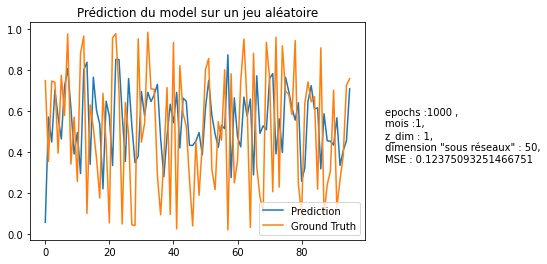 Prédiction du model sur un jeu aléatoire
1.0
0.8
0.6
0.4
0.2
0.0
0 20 40 60 80
Prediction
Ground Truth
epochs :1000 ,
mois :1,
z_dim : 1,
dimension "sous réseaux" : 50,
MSE : 0.12375093251466751